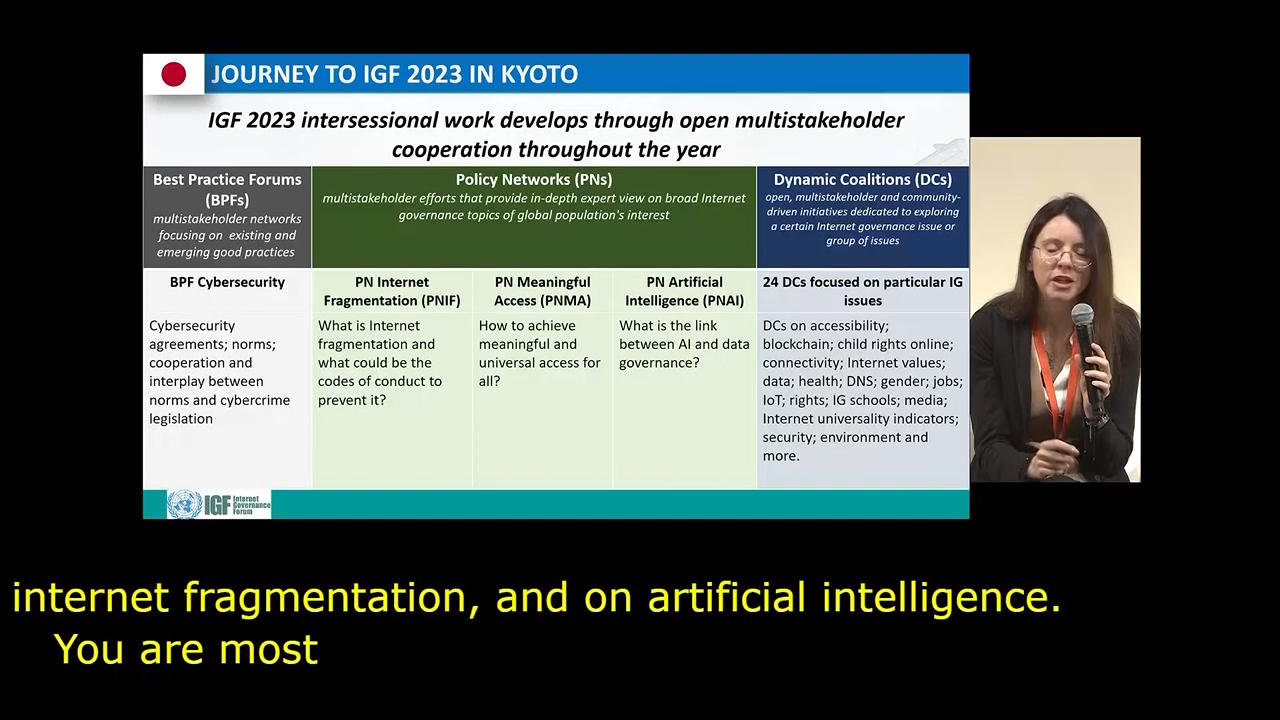 JOURNEY TO IGF 2023 IN KYOTO
IGF 2023 intersessional work develops through open multistakeholder
cooperation throughout the year
Best Practice Forums
(BPFs)
multistakeholder networks
focusing on existing and
emerging good practices
Policy Networks (PNs)
multistakeholder efforts that provide in-depth expert view on broad Internet
governance topics of global population's interest
Dynamic Coalitions (DCs)
open, multistakeholder and community-
driven initiatives dedicated to exploring
a certain Internet governance issue or
group of issues
BPF Cybersecurity
PN Internet
Fragmentation (PNIF)
PN Meaningful
Access (PNMA)
PN Artificial
Intelligence (PNAI)
24 DCs focused on particular IG
issues
Cybersecurity
agreements; norms;
cooperation and
interplay between
norms and cybercrime
legislation
What is Internet
fragmentation and
what could be the
codes of conduct to
prevent it?
How to achieve
meaningful and
universal access for
all?
What is the link
between AI and data
governance?
DCs on accessibility;
blockchain; child rights online;
connectivity; Internet values;
data; health; DNS; gender; jobs;
IoT; rights; IG schools; media;
Internet universality indicators;
security; environment and
more.
IGF
Internet
Governance
Forum
internet fragmentation, and on artificial intelligence.
You are most